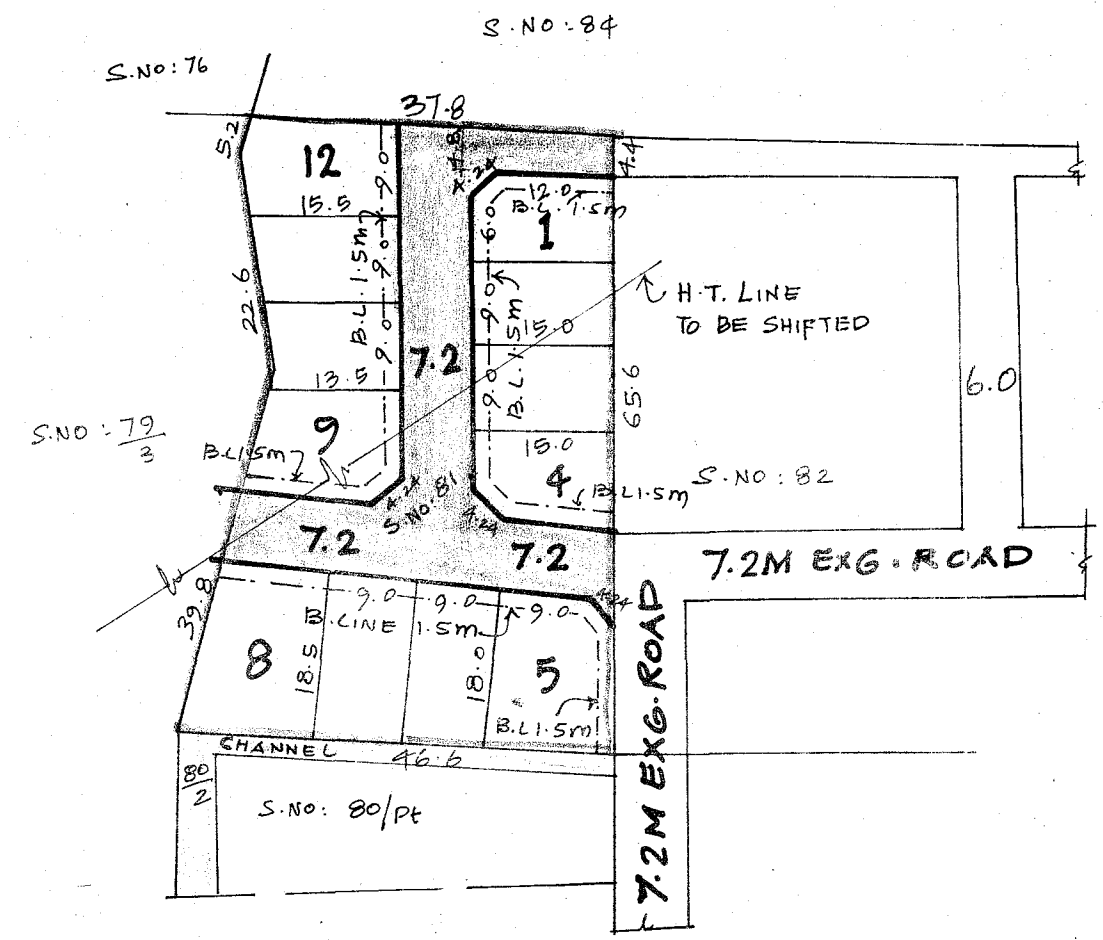 S.NO:84
S.NO:76
37.8
5.2
4.4
12
9.0
4.24
12.0
B.L. 1.5m
15.5
6.0
1
B.L. 1.5m
9.0
22.6
H.T. LINE
TO BE SHIFTED
9.0
B.L. 1.5m
15.0
9.0
7.2
13.5
9.0
65.6
6.0
S.NO: 79/3
9
15.0
B.L 1.5m
4
B.L 1.5m
S.NO: 82
4.24
S.NO:81
4.24
7.2
7.2
7.2M EXG. ROAD
39.8
9.0
9.0
9.0
4.24
B.LINE 1.5m
8
18.5
18.0
5
B.L 1.5m
7.2M EXG. ROAD
CHANNEL
46.6
80/2
S.NO: 80/Pt